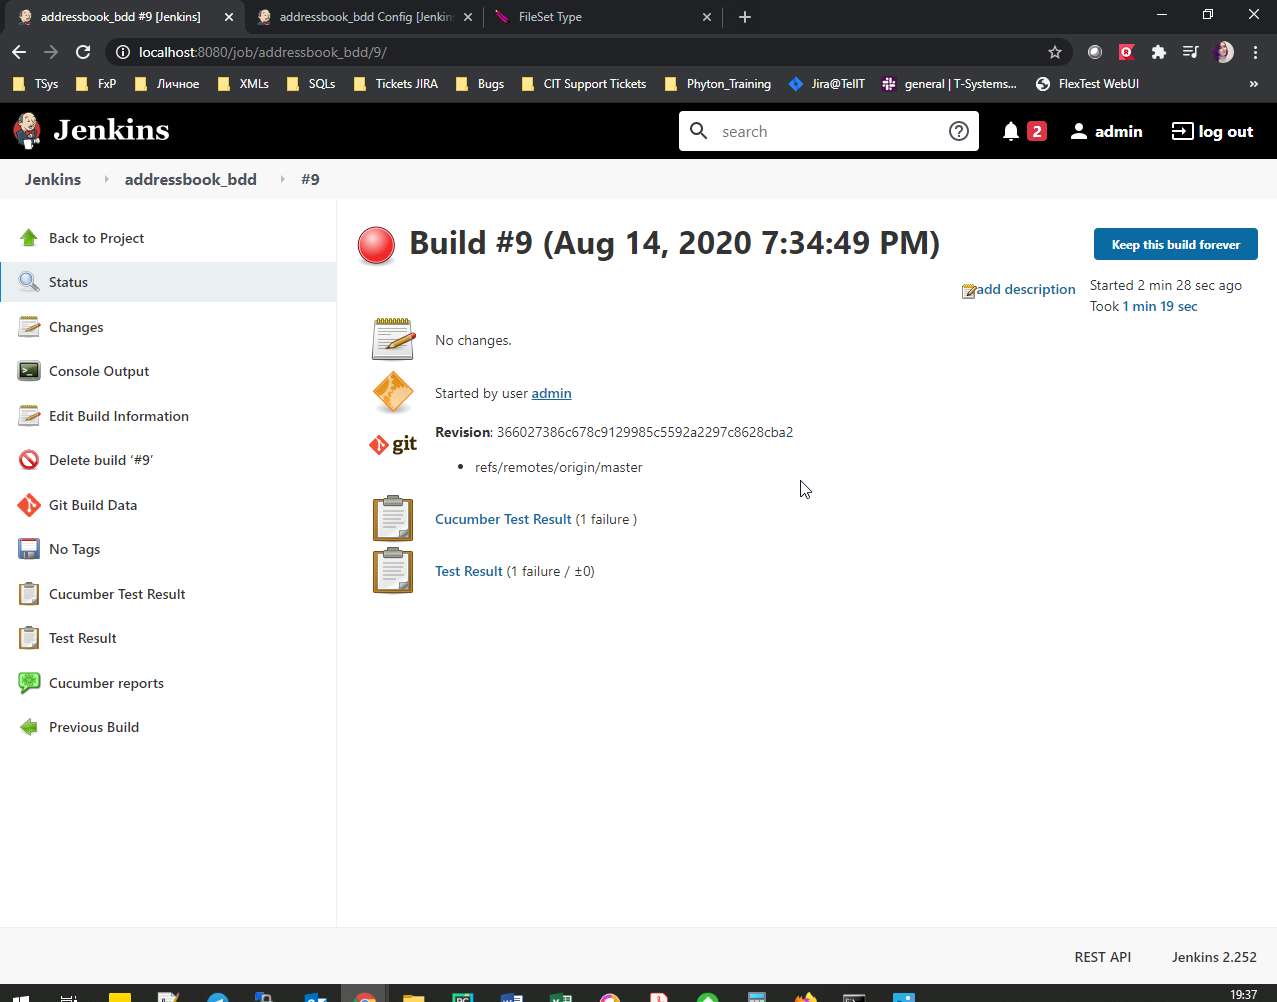 addressbook_bdd #9 [Jenkins]
addressbook_bdd Config [Jenkins
FileSet Type
localhost:8080/job/addressbook_bdd/9/
TSys
FxP
Личное
XMLs
SQLs
Tickets JIRA
Bugs
CIT Support Tickets
Phyton_Training
Jira@TelIT
general | T-Systems...
FlexTest WebUI
»
Jenkins
search
2
admin
log out
Jenkins
addressbook_bdd
#9
Back to Project
Status
Changes
Console Output
Edit Build Information
Delete build ‘#9’
Git Build Data
No Tags
Cucumber Test Result
Test Result
Cucumber reports
Previous Build
Build #9 (Aug 14, 2020 7:34:49 PM)
Keep this build forever
add description
Started 2 min 28 sec ago
Took 1 min 19 sec
No changes.
Started by user admin
git
Revision: 366027386c678c9129985c5592a2297c8628cba2
• refs/remotes/origin/master
Cucumber Test Result (1 failure )
Test Result (1 failure / ±0)
REST API
Jenkins 2.252
19:37